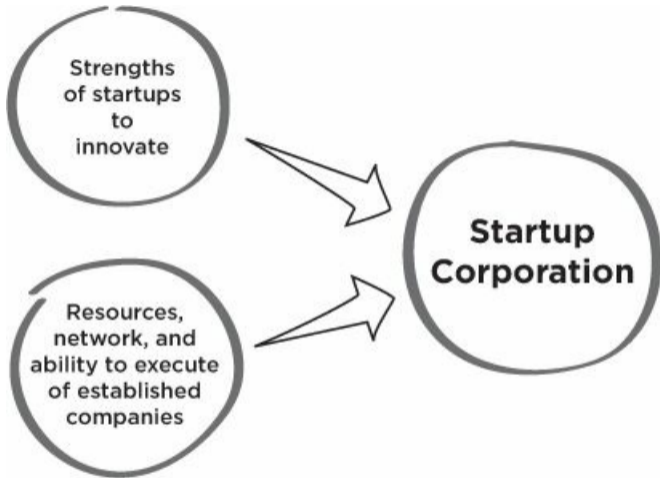 Strengths
of startups
to
innovate
Resources,
network, and
ability to execute
of established
companies
Startup
Corporation